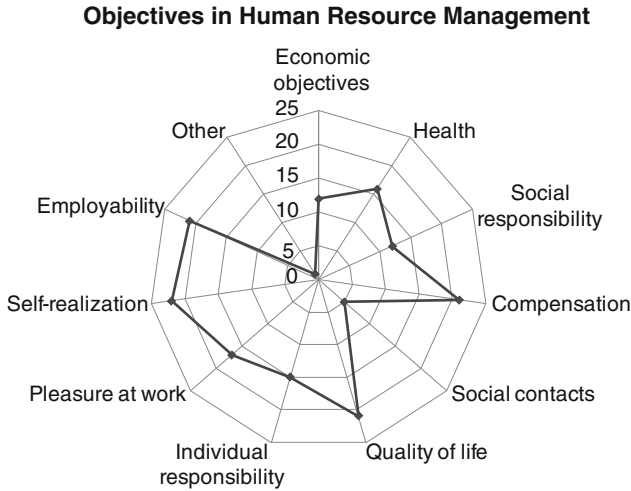 Objectives in Human Resource Management
Economic
objectives
25
20
15
10
5
0
Health
Social
responsibility
Compensation
Social contacts
Quality of life
Individual
responsibility
Pleasure at work
Self-realization
Employability
Other